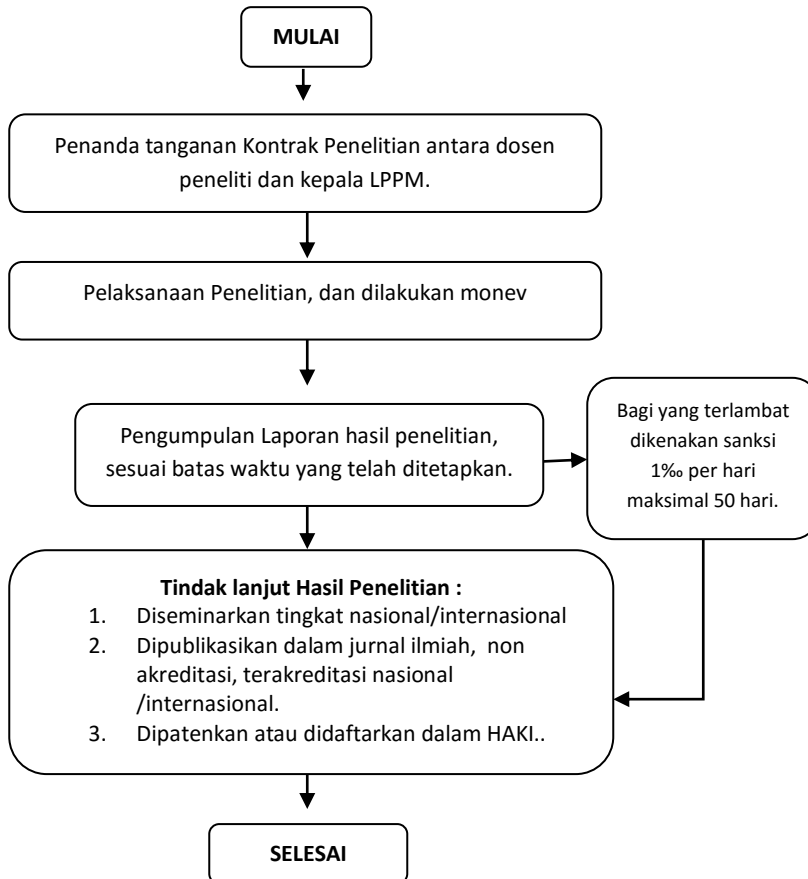 MULAI
Penanda tanganan Kontrak Penelitian antara dosen
peneliti dan kepala LPPM.
Pelaksanaan Penelitian, dan dilakukan monev
Pengumpulan Laporan hasil penelitian,
sesuai batas waktu yang telah ditetapkan.
Bagi yang terlambat
dikenakan sanksi
1‰ per hari
maksimal 50 hari.
Tindak lanjut Hasil Penelitian :
1. Diseminarkan tingkat nasional/internasional
2. Dipublikasikan dalam jurnal ilmiah, non
akreditasi, terakreditasi nasional
/internasional.
3. Dipatenkan atau didaftarkan dalam HAKI..
SELESAI